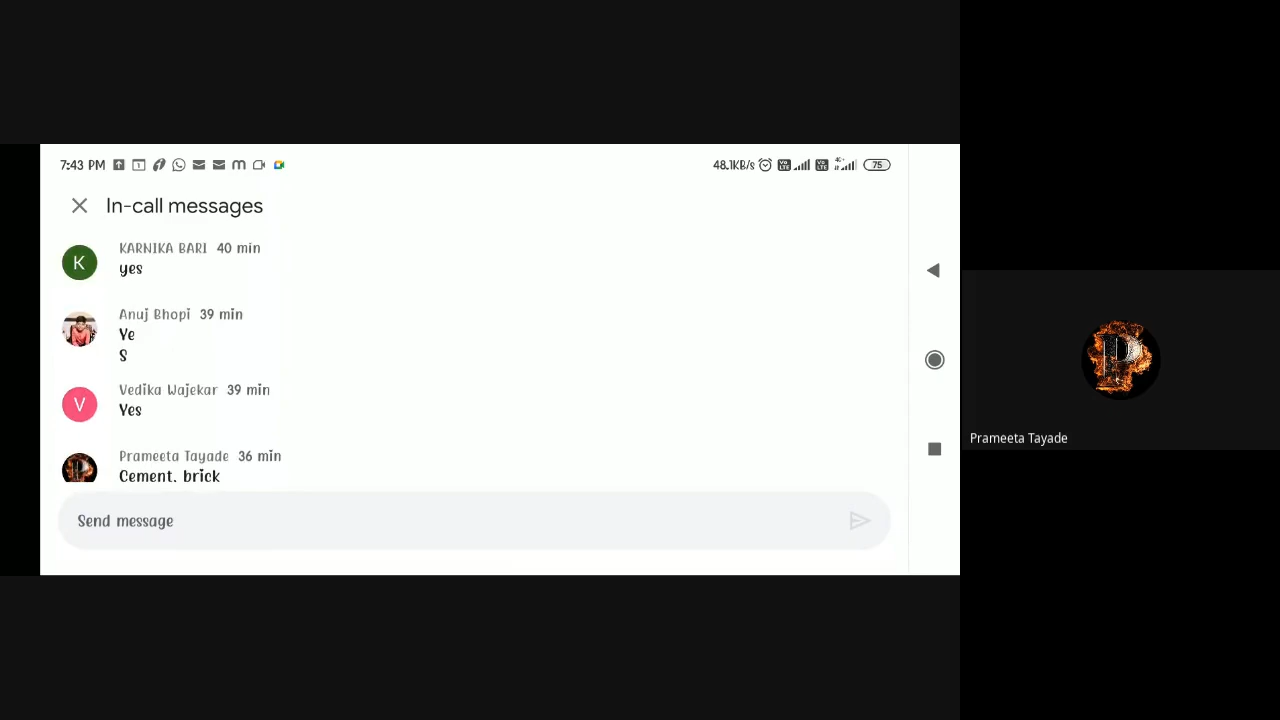 7:43 PM
48.1KB/s
75
In-call messages
K
KARNIKA BARI 40 min
yes
Anuj Bhopi 39 min
Ye
S
V
Vedika Wajekar 39 min
Yes
Prameeta Tayade 36 min
Cement, brick
Send message
P
Prameeta Tayade